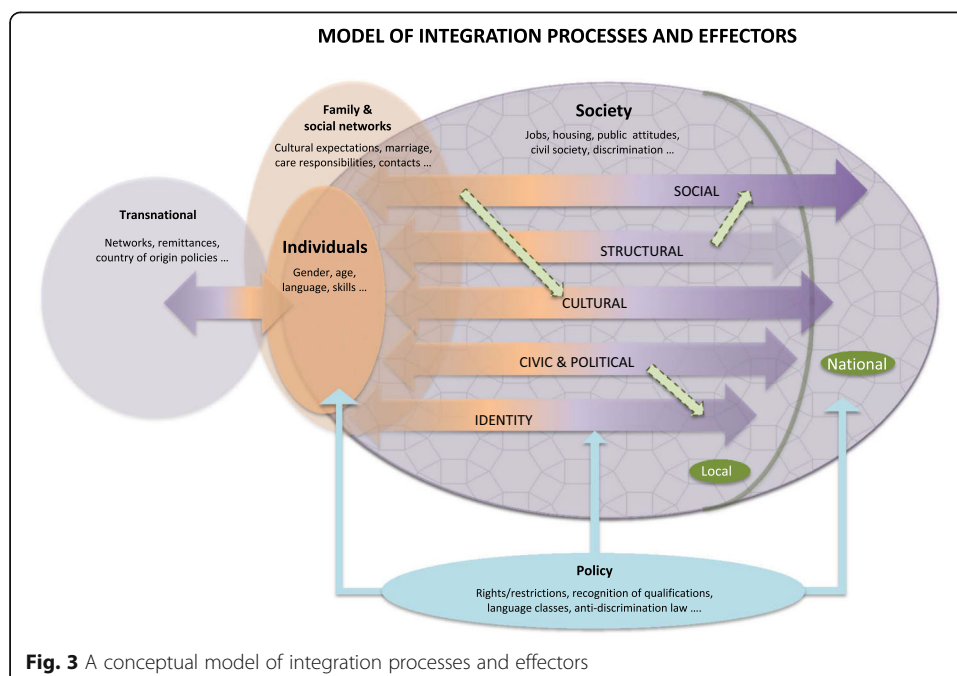 MODEL OF INTEGRATION PROCESSES AND EFFECTORS
Family &
social networks
Cultural expectations, marriage,
care responsibilities, contacts ...
Society
Jobs, housing, public attitudes,
civil society, discrimination ...
Transnational
Networks, remittances,
country of origin policies ...
Individuals
Gender, age,
language, skills ...
SOCIAL
STRUCTURAL
CULTURAL
CIVIC & POLITICAL
IDENTITY
National
Local
Policy
Rights/restrictions, recognition of qualifications,
language classes, anti-discrimination law ....
Fig. 3 A conceptual model of integration processes and effectors